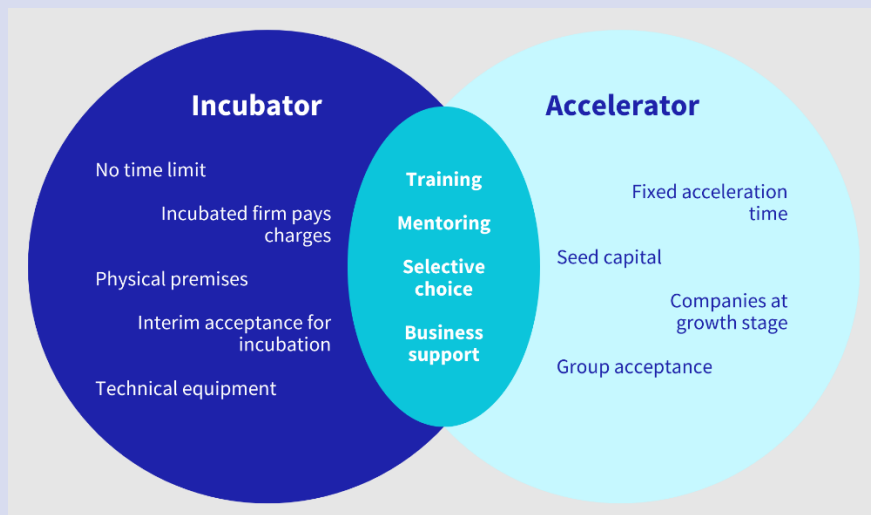 Incubator
No time limit
Incubated firm pays
charges
Physical premises
Interim acceptance for
incubation
Technical equipment
Training
Mentoring
Selective
choice
Business
support
Accelerator
Fixed acceleration
time
Seed capital
Companies at
growth stage
Group acceptance